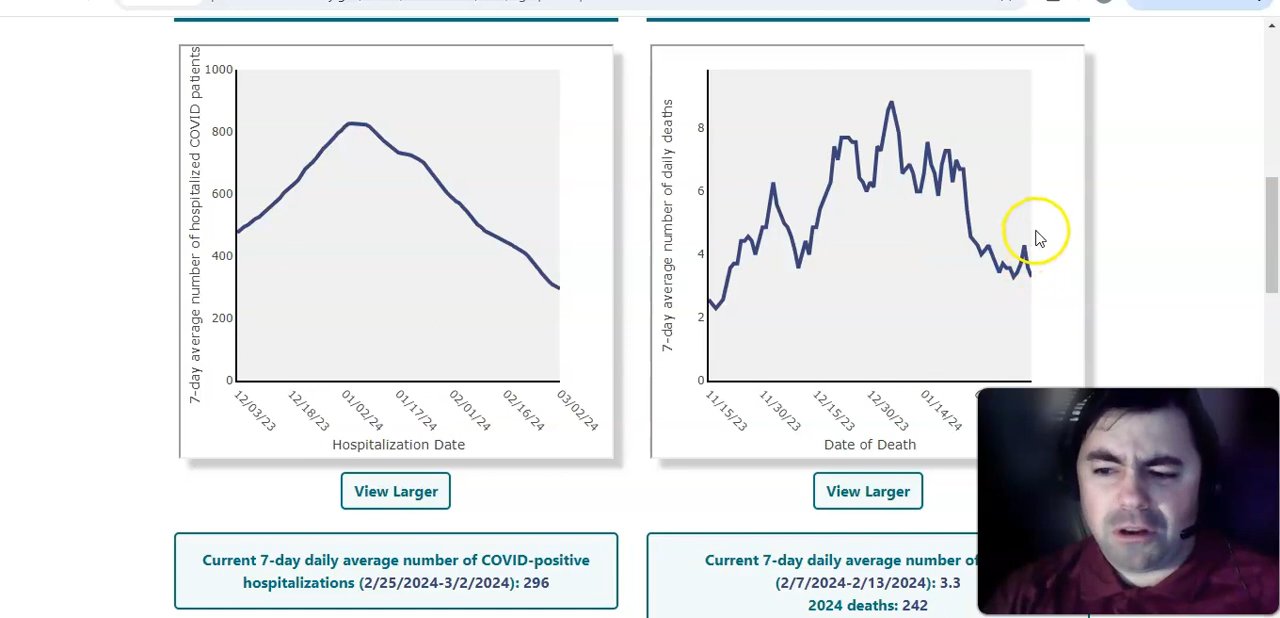 7-day average number of hospitalized COVID patients
1000
800
600
400
200
0
12/03/23
12/18/23
01/02/24
01/17/24
02/01/24
02/16/24
03/02/24
Hospitalization Date
View Larger
Current 7-day daily average number of COVID-positive
hospitalizations (2/25/2024-3/2/2024): 296
7-day average number of daily deaths
8
6
4
2
0
11/15/23
11/30/23
12/15/23
12/30/23
01/14/24
Date of Death
View Larger
Current 7-day daily average number of
(2/7/2024-2/13/2024): 3.3
2024 deaths: 242